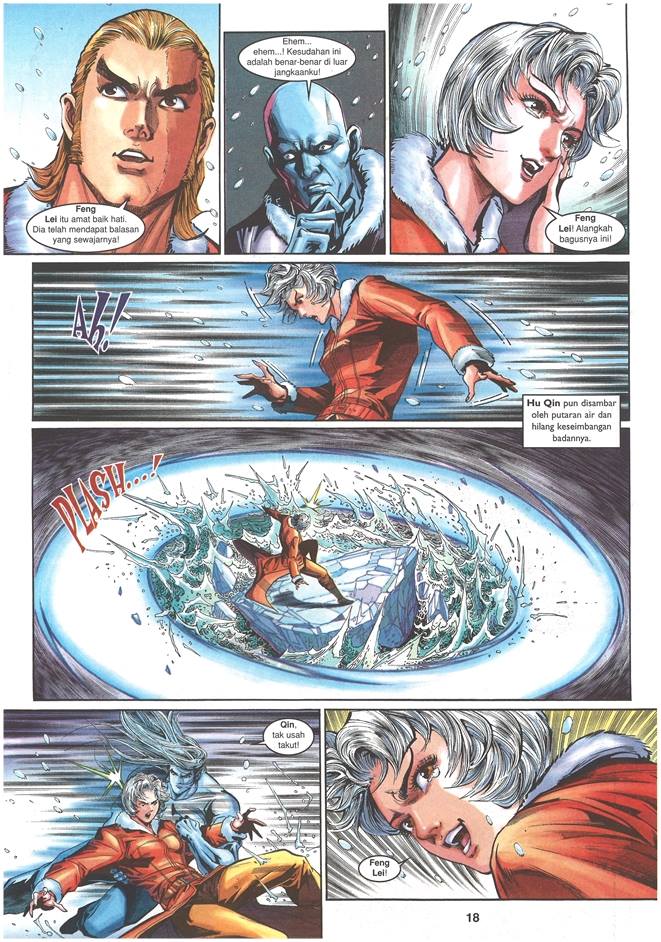 Feng
Lei itu amat baik hati.
Dia telah mendapat balasan
yang sewajarnya!
Ehem...
ehem...! Kesudahan ini
adalah benar-benar di luar
jangkaanku!
Feng
Lei! Alangkah
bagusnya ini!
Ah!
Hu Qin pun disambar
oleh putaran air dan
hilang keseimbangan
badannya.
PLASH...!
Qin,
tak usah
takut!
Feng
Lei!
18